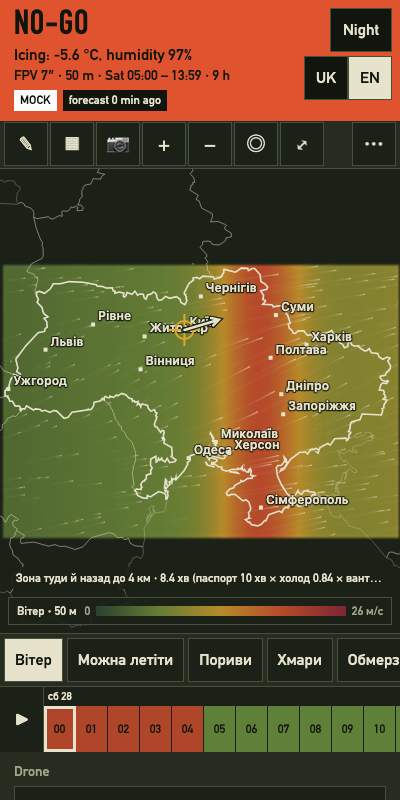 NO-GO
Night
Icing: -5.6 °C, humidity 97%
FPV 7″ · 50 m · Sat 05:00 – 13:59 · 9 h
UK EN
MOCK forecast 0 min ago
Чернігів
Суми
Рівне
Харків
Львів
Полтава
Вінниця
Ужгород
Дніпро
Запоріжжя
Миколаїв
Херсон
Одеса
Сімферополь
Зона туди й назад до 4 км · 8.4 хв (паспорт 10 хв × холод 0.84 × вант…
Вітер · 50 м 0 26 м/с
Вітер Можна летіти Пориви Хмари Обмерз
сб 28
00 01 02 03 04 05 06 07 08 09 10
Drone